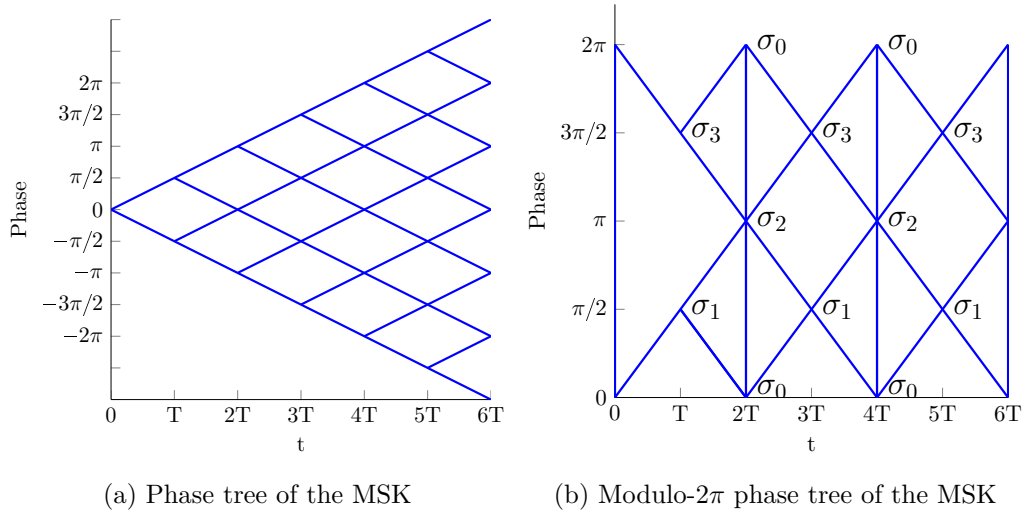 2π
3π/2
π
π/2
0
−π/2
−π
−3π/2
−2π
Phase
0 T 2T 3T 4T 5T 6T
t
(a) Phase tree of the MSK
2π
3π/2
π
π/2
0
Phase
σ0 σ0
σ3 σ3 σ3
σ2 σ2
σ1 σ1 σ1
σ0 σ0
0 T 2T 3T 4T 5T 6T
t
(b) Modulo-2π phase tree of the MSK